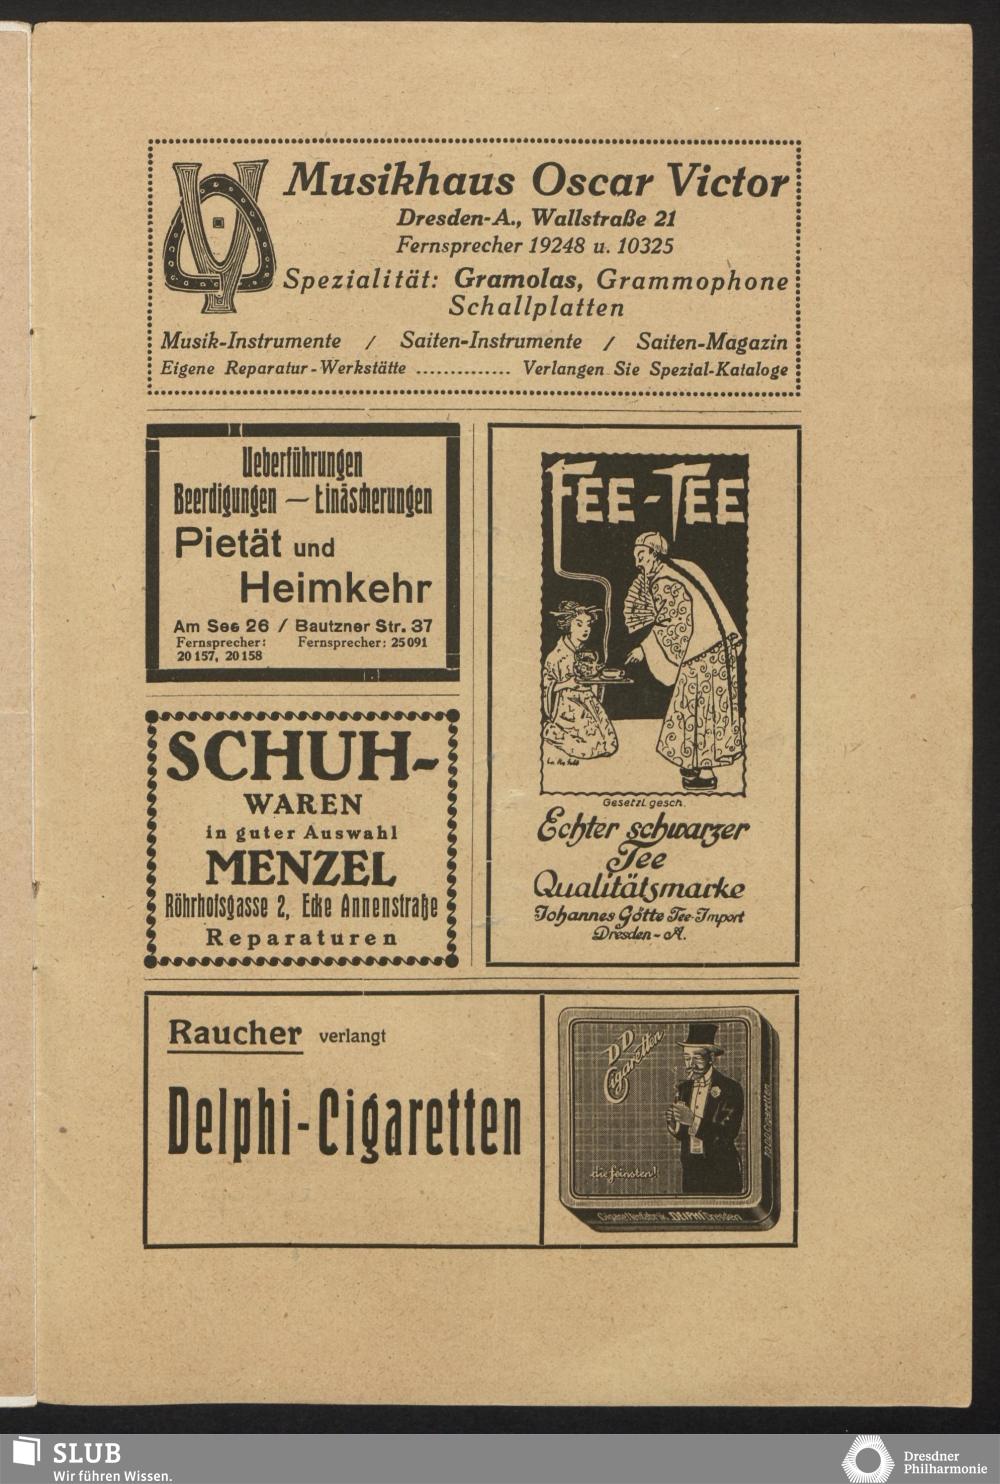 Musikhaus Oscar Victor
Dresden-A., Wallstraße 21
Fernsprecher 19248 u. 10325
Spezialität: Gramolas, Grammophone
Schallplatten
Musik-Instrumente / Saiten-Instrumente / Saiten-Magazin
Eigene Reparatur-Werkstätte .............. Verlangen Sie Spezial-Kataloge
Ueberführungen
Beerdigungen — Einäscherungen
Pietät und
Heimkehr
Am See 26 / Bautzner Str. 37
Fernsprecher: Fernsprecher: 25091
20157, 20158
SCHUH-
WAREN
in guter Auswahl
MENZEL
Röhrhofsgasse 2, Ecke Annenstraße
Reparaturen
FEE-TEE
Gesetzl. gesch.
Echter schwarzer
Tee
Qualitätsmarke
Johannes Götte Tee-Import
Dresden-A.
Raucher verlangt
Delphi-Cigaretten
DD
Cigaretten
die feinsten!
Cigarettenfabrik DELPHI Dresden
SLUB
Wir führen Wissen.
Dresdner
Philharmonie